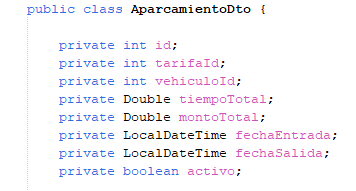 public class AparcamientoDto {
private int id;
private int tarifaId;
private int vehiculoId;
private Double tiempoTotal;
private Double montoTotal;
private LocalDateTime fechaEntrada;
private LocalDateTime fechaSalida;
private boolean activo;